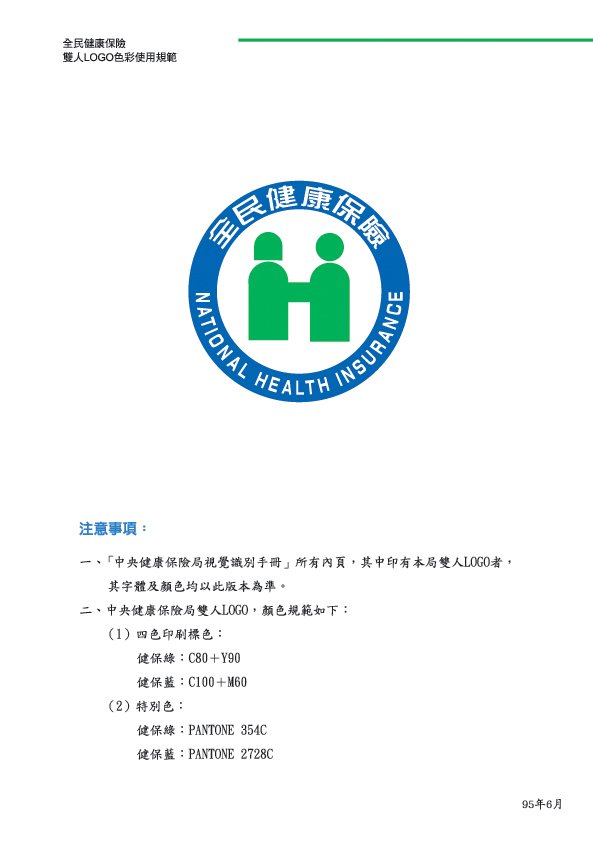 全民健康保險
雙人LOGO色彩使用規範
全民健康保險
NATIONAL HEALTH INSURANCE
注意事項：
一、「中央健康保險局視覺識別手冊」所有內頁，其中印有本局雙人LOGO者，
其字體及顏色均以此版本為準。
二、中央健康保險局雙人LOGO，顏色規範如下：
（1）四色印刷標色：
健保綠：C80＋Y90
健保藍：C100＋M60
（2）特別色：
健保綠：PANTONE 354C
健保藍：PANTONE 2728C
95年6月